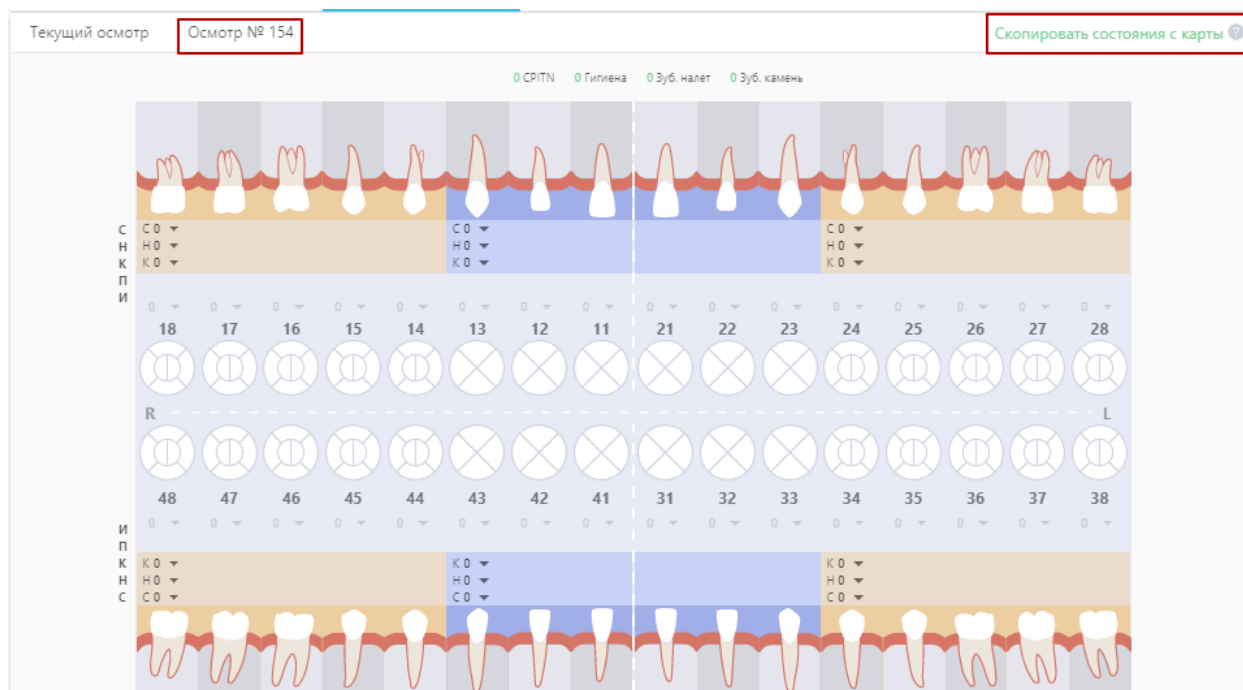 Текущий осмотр Осмотр № 154 Скопировать состояния с карты ?
0 CPITN 0 Гигиена 0 Зуб. налет 0 Зуб. камень
С С 0 С 0 С 0
Н Н 0 Н 0 Н 0
К К 0 К 0 К 0
П
И
0 0 0 0 0 0 0 0 0 0 0 0 0 0 0 0
18 17 16 15 14 13 12 11 21 22 23 24 25 26 27 28
R L
48 47 46 45 44 43 42 41 31 32 33 34 35 36 37 38
0 0 0 0 0 0 0 0 0 0 0 0 0 0 0 0
И
П
К К 0 К 0 К 0
Н Н 0 Н 0 Н 0
С С 0 С 0 С 0